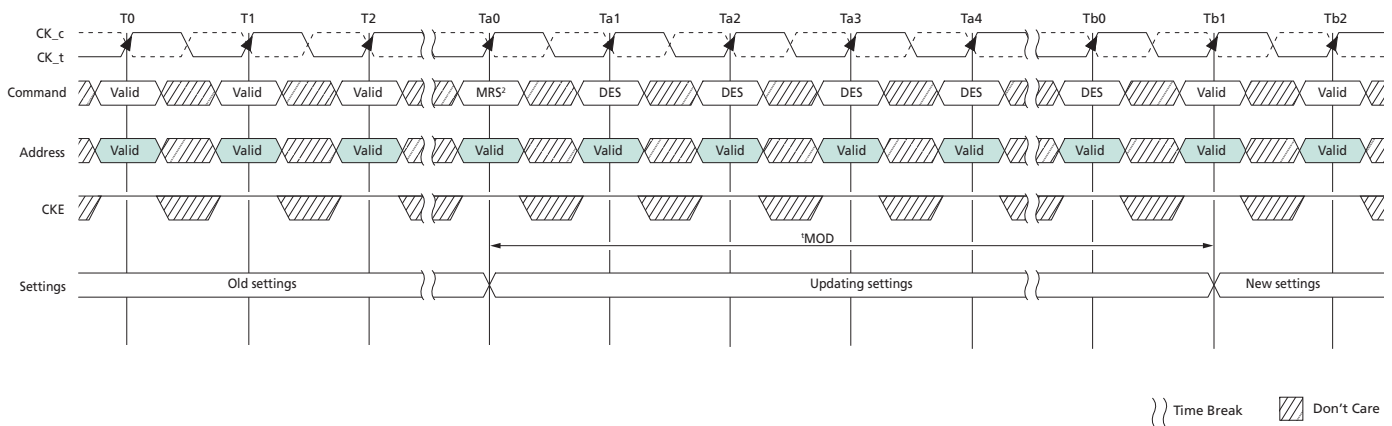 T0 T1 T2 Ta0 Ta1 Ta2 Ta3 Ta4 Tb0 Tb1 Tb2
CK_c
CK_t
Command Valid Valid Valid MRS² DES DES DES DES DES Valid Valid
Address Valid Valid Valid Valid Valid Valid Valid Valid Valid Valid Valid
CKE
ᵗMOD
Settings Old settings Updating settings New settings
Time Break Don't Care